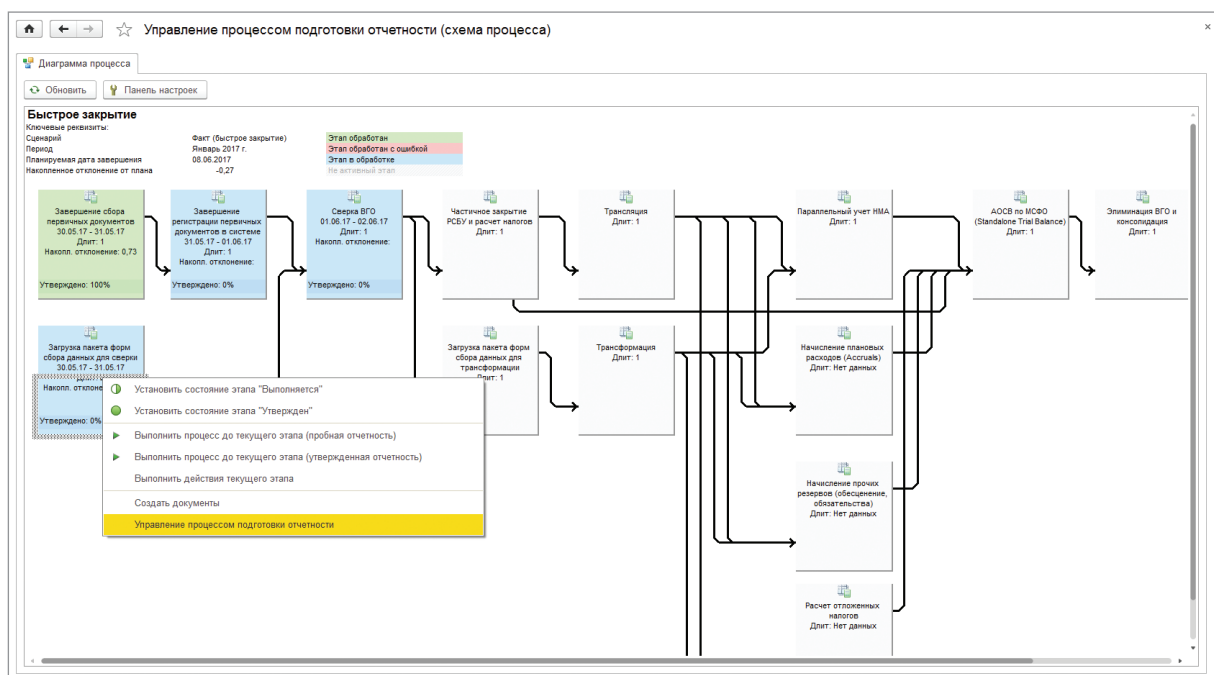 Управление процессом подготовки отчетности (схема процесса)
Диаграмма процесса
Обновить
Панель настроек
Быстрое закрытие
Ключевые реквизиты:
Сценарий Факт (быстрое закрытие) Этап обработан
Период Январь 2017 г. Этап обработан с ошибкой
Планируемая дата завершения 08.06.2017 Этап в обработке
Накопленное отклонение от плана -0,27 Не активный этап
Завершение сбора
первичных документов
30.05.17 - 31.05.17
Длит: 1
Накопл. отклонение: 0,73
Утверждено: 100%
Завершение
регистрации первичных
документов в системе
31.05.17 - 01.06.17
Длит: 1
Накопл. отклонение:
Утверждено: 0%
Сверка ВГО
01.06.17 - 02.06.17
Длит: 1
Накопл. отклонение:
Утверждено: 0%
Частичное закрытие
РСБУ и расчет налогов
Длит: 1
Трансляция
Длит: 1
Параллельный учет НМА
Длит: 1
АОСВ по МСФО
(Standalone Trial Balance)
Длит: 1
Элиминация ВГО и
консолидация
Длит: 1
Загрузка пакета форм
сбора данных для сверки
30.05.17 - 31.05.17
Накопл. отклоне
Утверждено: 0%
Загрузка пакета форм
сбора данных для
трансформации
Длит: 1
Трансформация
Длит: 1
Начисление плановых
расходов (Accruals)
Длит: Нет данных
Установить состояние этапа "Выполняется"
Установить состояние этапа "Утвержден"
Выполнить процесс до текущего этапа (пробная отчетность)
Выполнить процесс до текущего этапа (утвержденная отчетность)
Выполнить действия текущего этапа
Создать документы
Управление процессом подготовки отчетности
Начисление прочих
резервов (обесценение,
обязательства)
Длит: Нет данных
Расчет отложенных
налогов
Длит: Нет данных